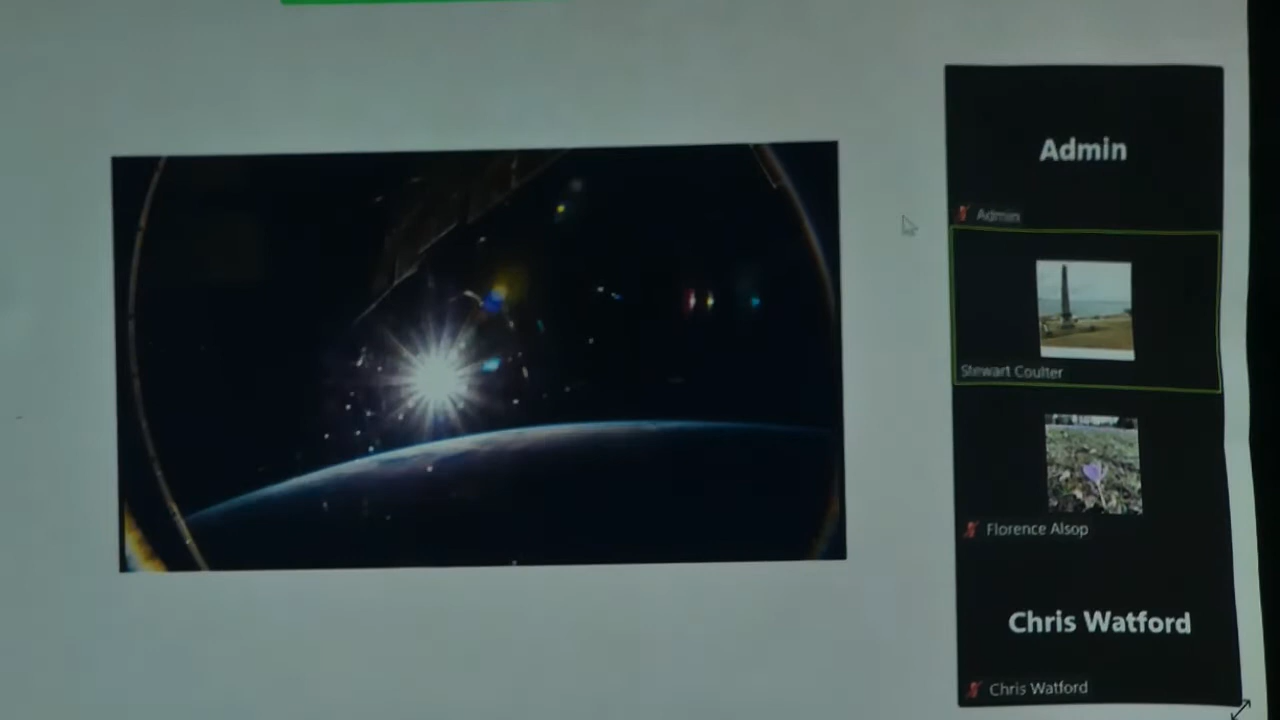 Admin
Admin
Stewart Coulter
Florence Alsop
Chris Watford
Chris Watford